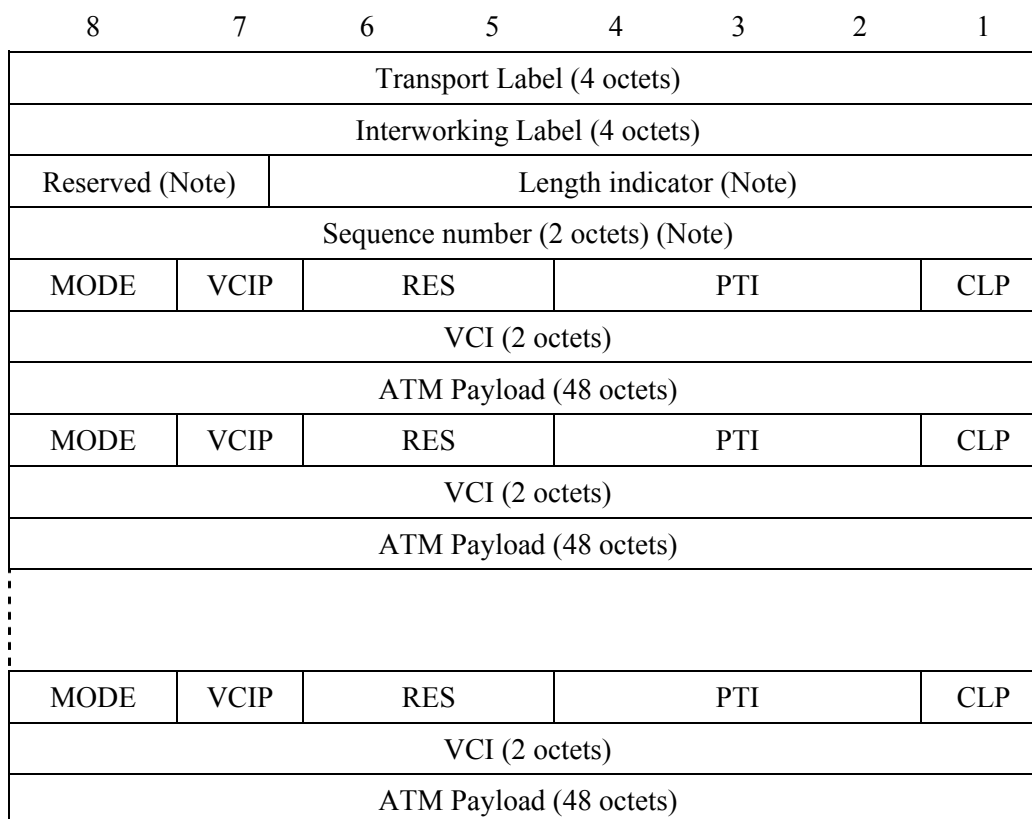 8 7 6 5 4 3 2 1
Transport Label (4 octets)
Interworking Label (4 octets)
Reserved (Note) Length indicator (Note)
Sequence number (2 octets) (Note)
MODE VCIP RES PTI CLP
VCI (2 octets)
ATM Payload (48 octets)
MODE VCIP RES PTI CLP
VCI (2 octets)
ATM Payload (48 octets)
MODE VCIP RES PTI CLP
VCI (2 octets)
ATM Payload (48 octets)